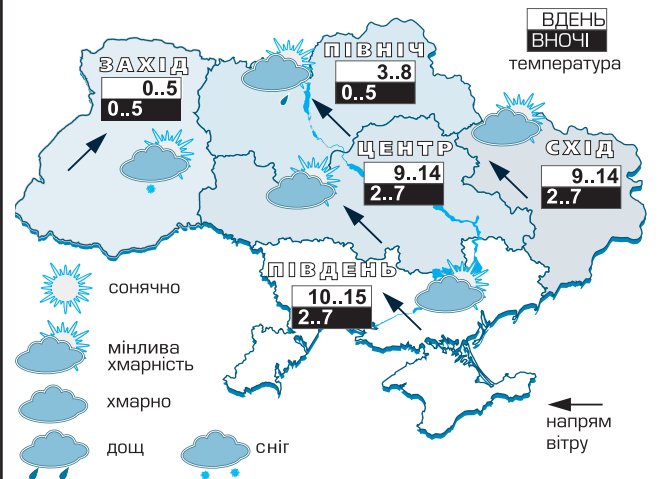 ВДЕНЬ
ВНОЧІ
температура
ЗАХІД
0..5
0..5
ПІВНІЧ
3..8
0..5
ЦЕНТР
9..14
2..7
СХІД
9..14
2..7
ПІВДЕНЬ
10..15
2..7
сонячно
мінлива
хмарність
хмарно
дощ
сніг
напрям
вітру